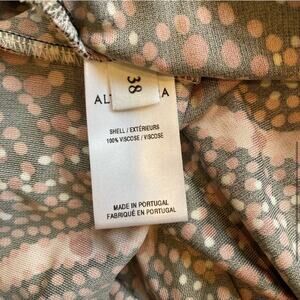 38
SHELL / EXTÉRIEURS
100% VISCOSE / VISCOSE
MADE IN PORTUGAL
FABRIQUÉ EN PORTUGAL